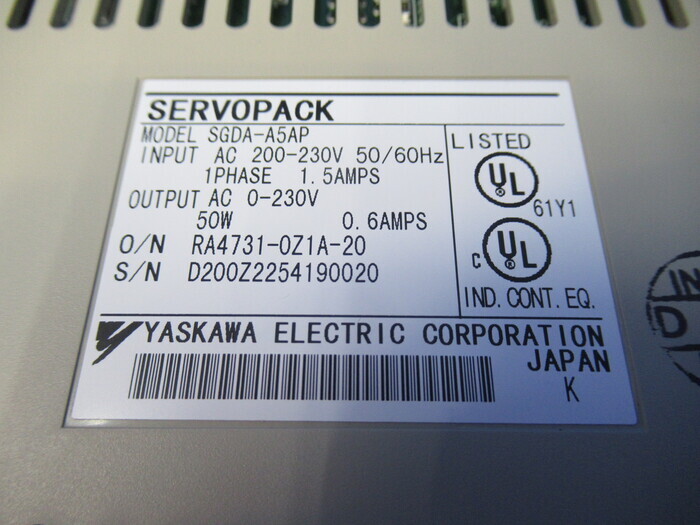 SERVOPACK
MODEL SGDA-A5AP
INPUT AC 200-230V 50/60Hz
1PHASE 1.5AMPS
OUTPUT AC 0-230V
50W 0.6AMPS
O/N RA4731-0Z1A-20
S/N D200Z2254190020
LISTED
UL
61Y1
C UL
IND. CONT. EQ.
YASKAWA ELECTRIC CORPORATION
JAPAN
K
IN
D